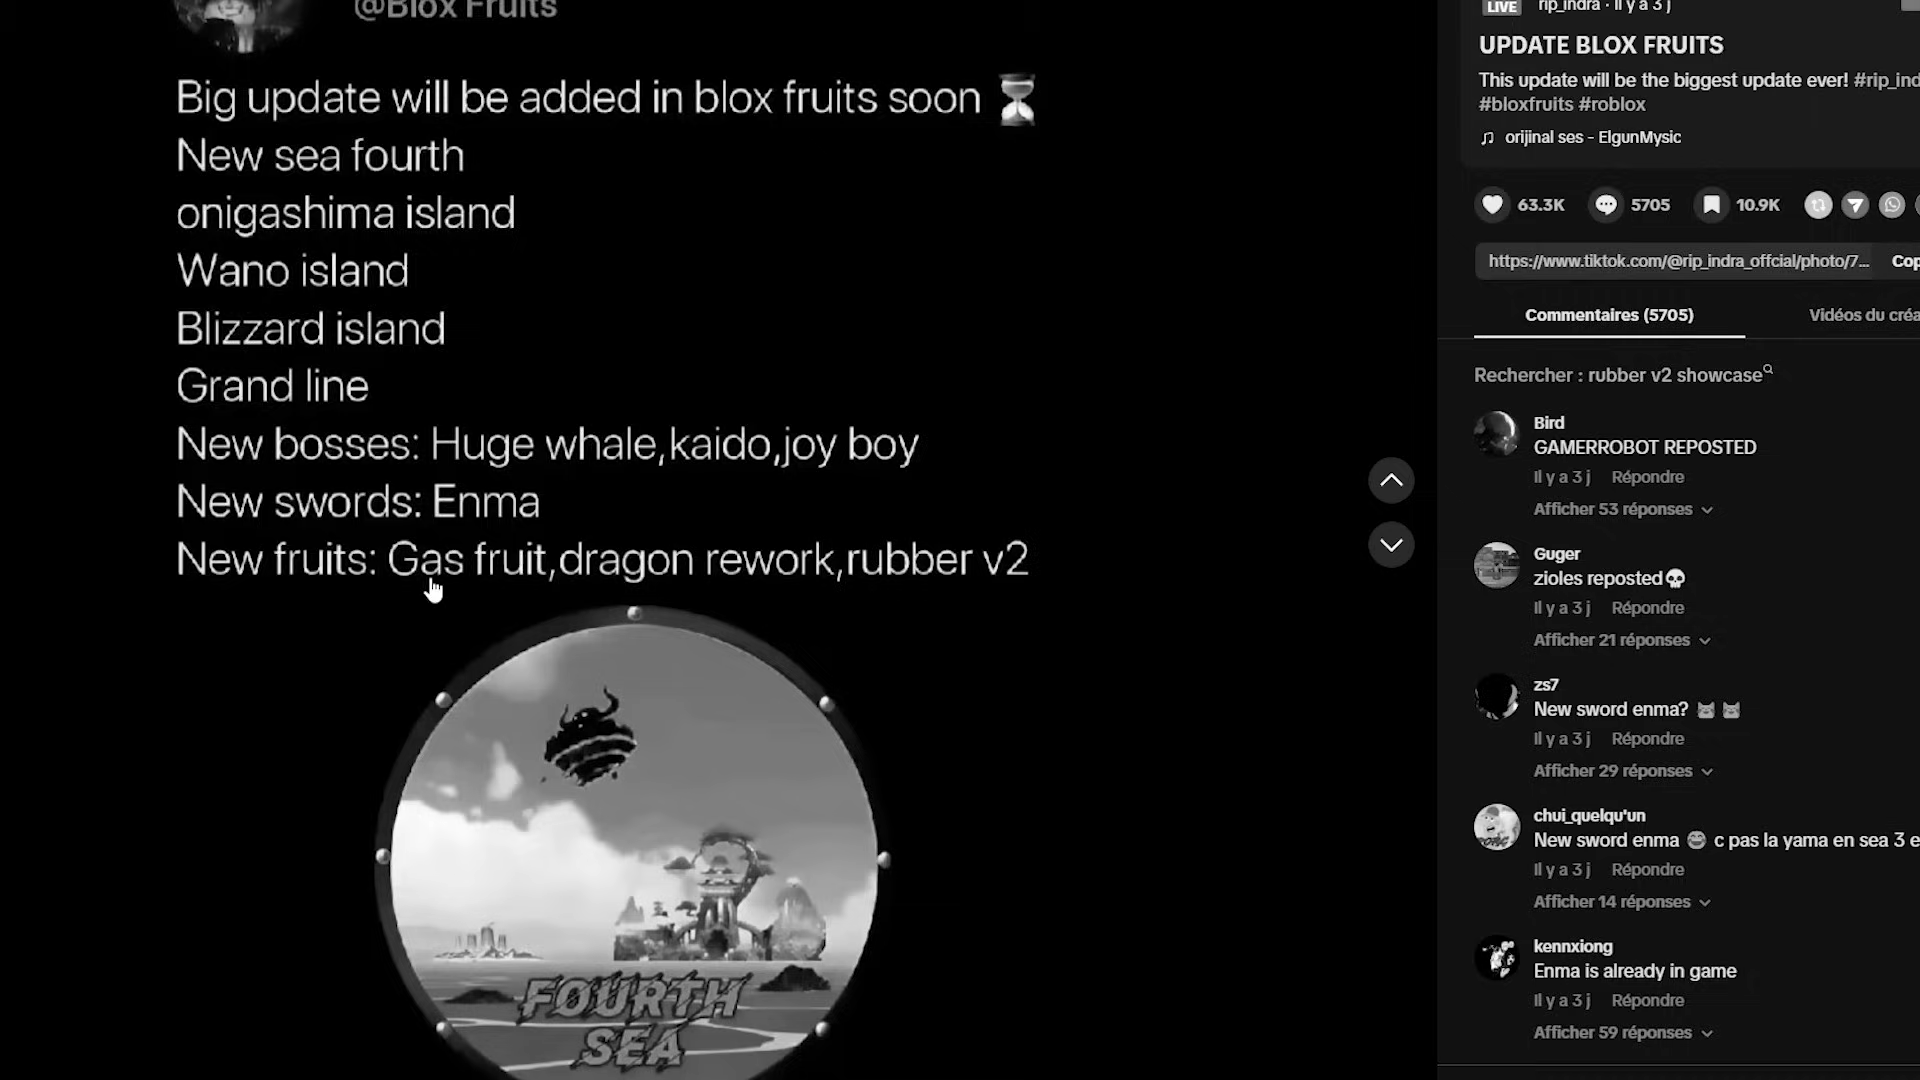 @Blox Fruits
Big update will be added in blox fruits soon ⏳
New sea fourth
onigashima island
Wano island
Blizzard island
Grand line
New bosses: Huge whale,kaido,joy boy
New swords: Enma
New fruits: Gas fruit,dragon rework,rubber v2
FOURTH
SEA
LIVE rip_indra · Il y a 3 j
UPDATE BLOX FRUITS
This update will be the biggest update ever! #rip_ind
#bloxfruits #roblox
♫ orijinal ses - ElgunMysic
63.3K 5705 10.9K
https://www.tiktok.com/@rip_indra_offcial/photo/7... Cop
Commentaires (5705) Vidéos du créa
Rechercher : rubber v2 showcase
Bird
GAMERROBOT REPOSTED
Il y a 3 j Répondre
Afficher 53 réponses
Guger
zioles reposted💀
Il y a 3 j Répondre
Afficher 21 réponses
zs7
New sword enma?
Il y a 3 j Répondre
Afficher 29 réponses
chui_quelqu'un
New sword enma 😂 c pas la yama en sea 3 e
Il y a 3 j Répondre
Afficher 14 réponses
kennxiong
Enma is already in game
Il y a 3 j Répondre
Afficher 59 réponses